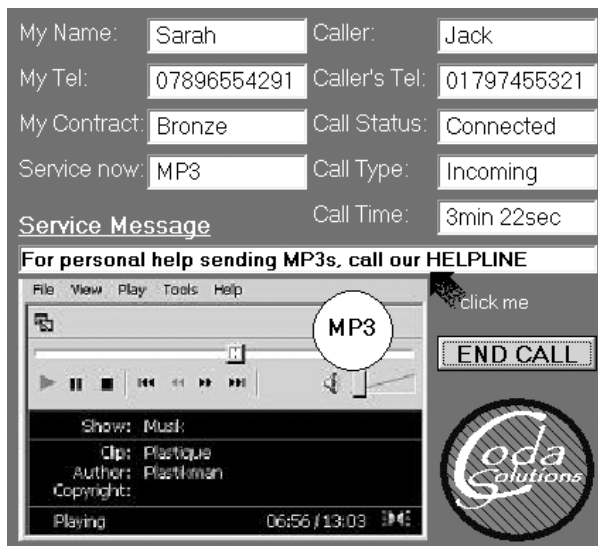 My Name: Sarah Caller: Jack
My Tel: 07896554291 Caller's Tel: 01797455321
My Contract: Bronze Call Status: Connected
Service now: MP3 Call Type: Incoming
Service Message Call Time: 3min 22sec
For personal help sending MP3s, call our HELPLINE
click me
File View Play Tools Help
MP3
END CALL
Show: Musik
Clip: Plastique
Author: Plastikman
Copyright:
Playing 06:56 / 13:03
Coda
Solutions